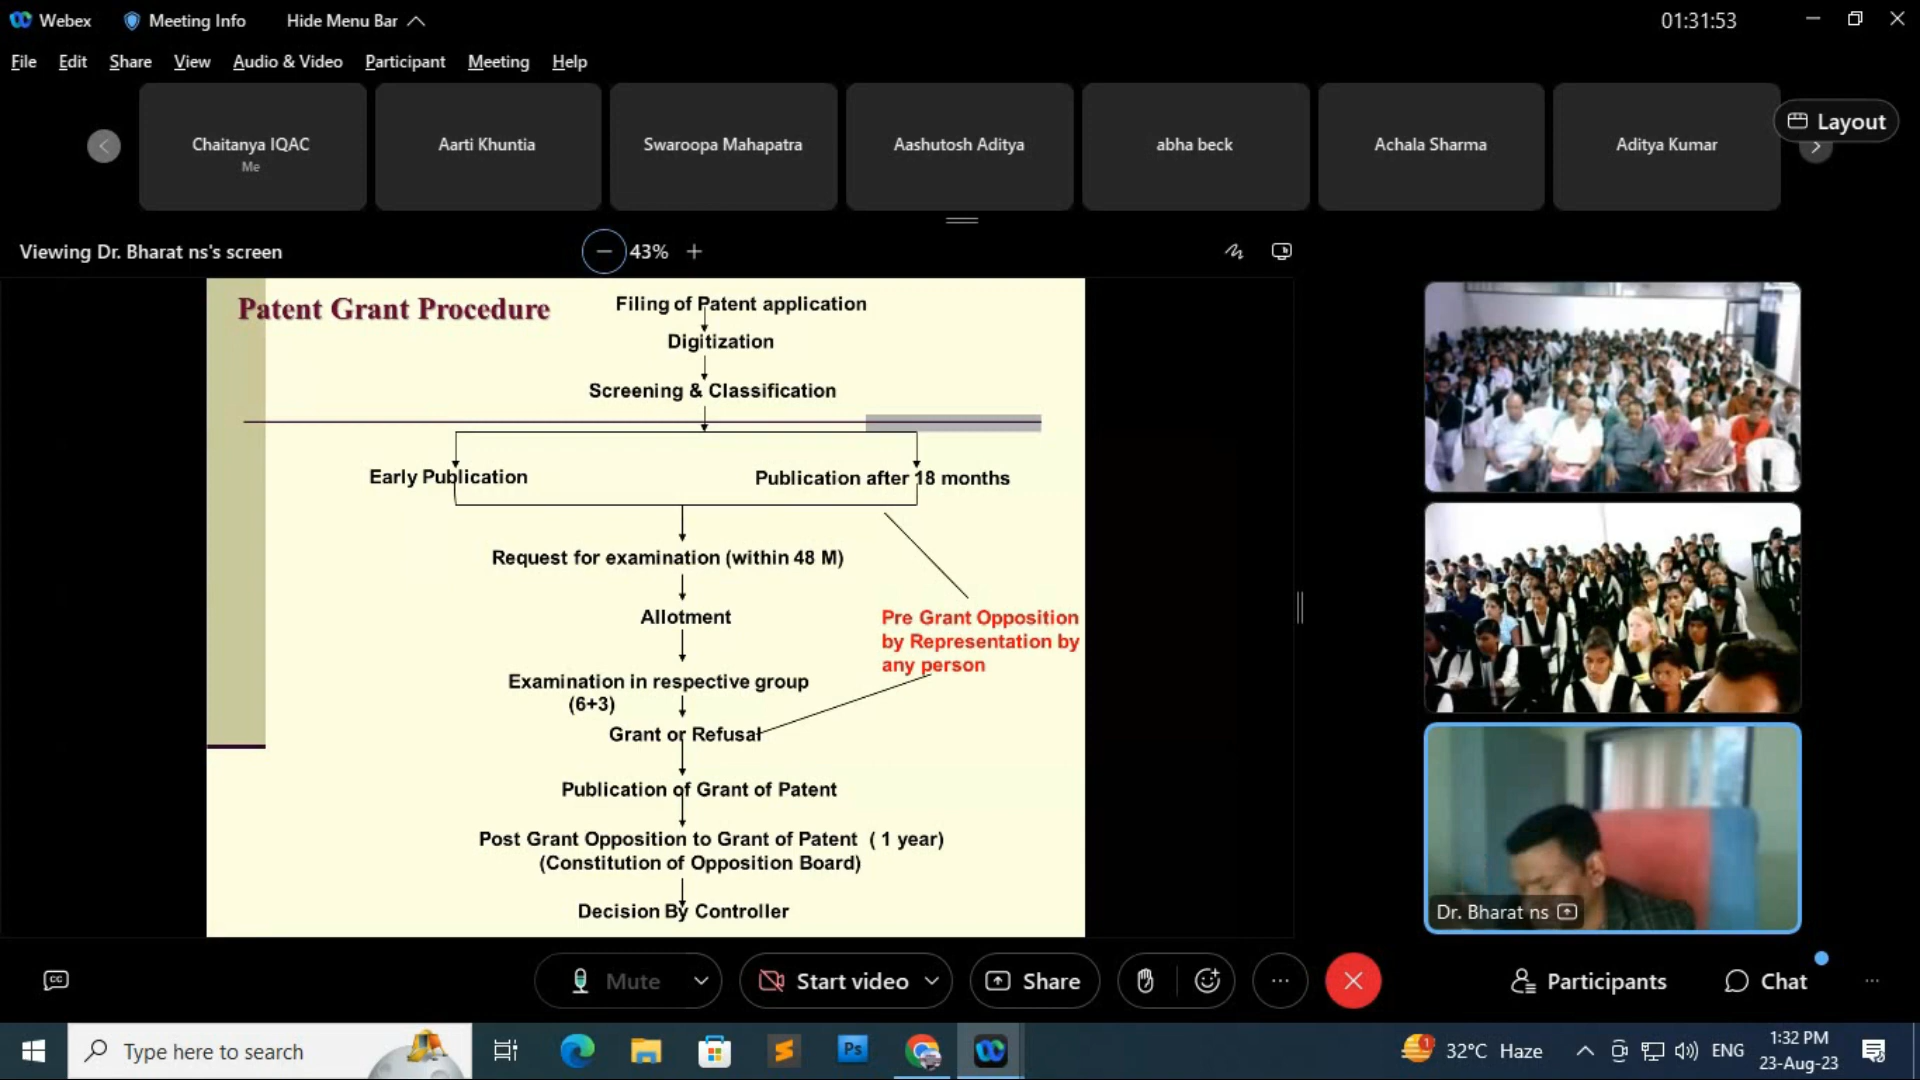 Webex
Meeting Info
Hide Menu Bar
01:31:53
File Edit Share View Audio & Video Participant Meeting Help
Chaitanya IQAC
Me
Aarti Khuntia
Swaroopa Mahapatra
Aashutosh Aditya
abha beck
Achala Sharma
Aditya Kumar
Layout
Viewing Dr. Bharat ns's screen
43%
Patent Grant Procedure
Filing of Patent application
Digitization
Screening & Classification
Early Publication
Publication after 18 months
Request for examination (within 48 M)
Allotment
Pre Grant Opposition
by Representation by
any person
Examination in respective group
(6+3)
Grant or Refusal
Publication of Grant of Patent
Post Grant Opposition to Grant of Patent ( 1 year)
(Constitution of Opposition Board)
Decision By Controller
Dr. Bharat ns
CC
Mute
Start video
Share
Participants
Chat
Type here to search
Ps
1
32°C Haze
ENG
1:32 PM
23-Aug-23